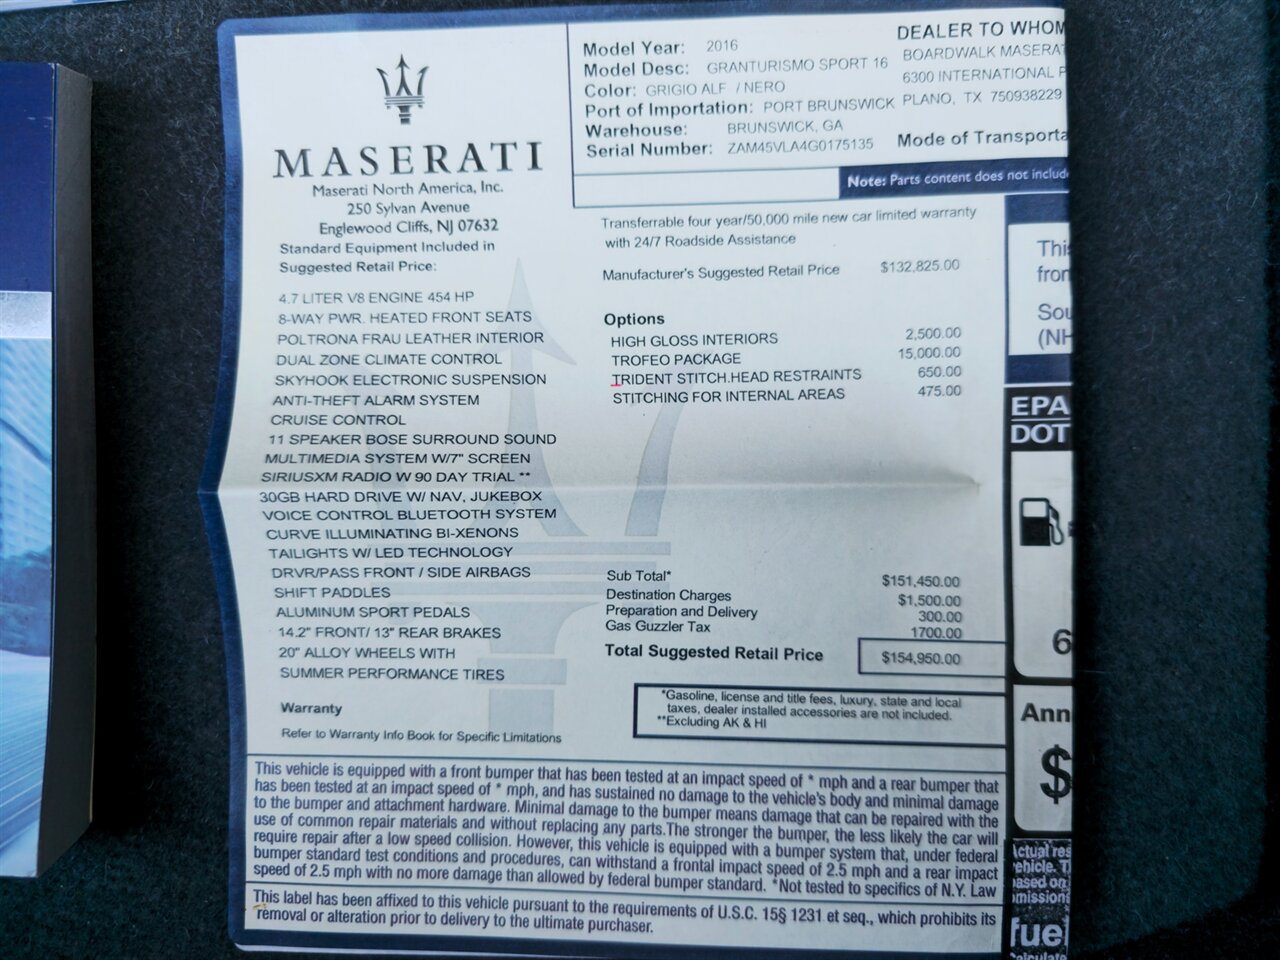 MASERATI
Maserati North America, Inc.
250 Sylvan Avenue
Englewood Cliffs, NJ 07632
Standard Equipment Included in
Suggested Retail Price:
4.7 LITER V8 ENGINE 454 HP
8-WAY PWR. HEATED FRONT SEATS
POLTRONA FRAU LEATHER INTERIOR
DUAL ZONE CLIMATE CONTROL
SKYHOOK ELECTRONIC SUSPENSION
ANTI-THEFT ALARM SYSTEM
CRUISE CONTROL
11 SPEAKER BOSE SURROUND SOUND
MULTIMEDIA SYSTEM W/7" SCREEN
SIRIUSXM RADIO W 90 DAY TRIAL **
30GB HARD DRIVE W/ NAV, JUKEBOX
VOICE CONTROL BLUETOOTH SYSTEM
CURVE ILLUMINATING BI-XENONS
TAILIGHTS W/ LED TECHNOLOGY
DRVR/PASS FRONT / SIDE AIRBAGS
SHIFT PADDLES
ALUMINUM SPORT PEDALS
14.2" FRONT/ 13" REAR BRAKES
20" ALLOY WHEELS WITH
SUMMER PERFORMANCE TIRES
Warranty
Refer to Warranty Info Book for Specific Limitations
Model Year: 2016
Model Desc: GRANTURISMO SPORT 16
Color: GRIGIO ALF / NERO
Port of Importation: PORT BRUNSWICK
Warehouse: BRUNSWICK, GA
Serial Number: ZAM45VLA4G0175135
DEALER TO WHOM
BOARDWALK MASERAT
6300 INTERNATIONAL P
PLANO, TX 750938229
Mode of Transporta
Note: Parts content does not includ
Transferrable four year/50,000 mile new car limited warranty
with 24/7 Roadside Assistance
Manufacturer's Suggested Retail Price $132,825.00
Options
HIGH GLOSS INTERIORS 2,500.00
TROFEO PACKAGE 15,000.00
TRIDENT STITCH.HEAD RESTRAINTS 650.00
STITCHING FOR INTERNAL AREAS 475.00
Sub Total* $151,450.00
Destination Charges $1,500.00
Preparation and Delivery 300.00
Gas Guzzler Tax 1700.00
Total Suggested Retail Price $154,950.00
*Gasoline, license and title fees, luxury, state and local
taxes, dealer installed accessories are not included.
**Excluding AK & HI
This vehicle is equipped with a front bumper that has been tested at an impact speed of * mph and a rear bumper that
has been tested at an impact speed of * mph, and has sustained no damage to the vehicle's body and minimal damage
to the bumper and attachment hardware. Minimal damage to the bumper means damage that can be repaired with the
use of common repair materials and without replacing any parts.The stronger the bumper, the less likely the car will
require repair after a low speed collision. However, this vehicle is equipped with a bumper system that, under federal
bumper standard test conditions and procedures, can withstand a frontal impact speed of 2.5 mph and a rear impact
speed of 2.5 mph with no more damage than allowed by federal bumper standard. *Not tested to specifics of N.Y. Law
This label has been affixed to this vehicle pursuant to the requirements of U.S.C. 15§ 1231 et seq., which prohibits its
removal or alteration prior to delivery to the ultimate purchaser.
This
from
Sou
(NH
EPA
DOT
6
Ann
$
Actual res
ehicle. T
based on
mission
fuel
Calculate